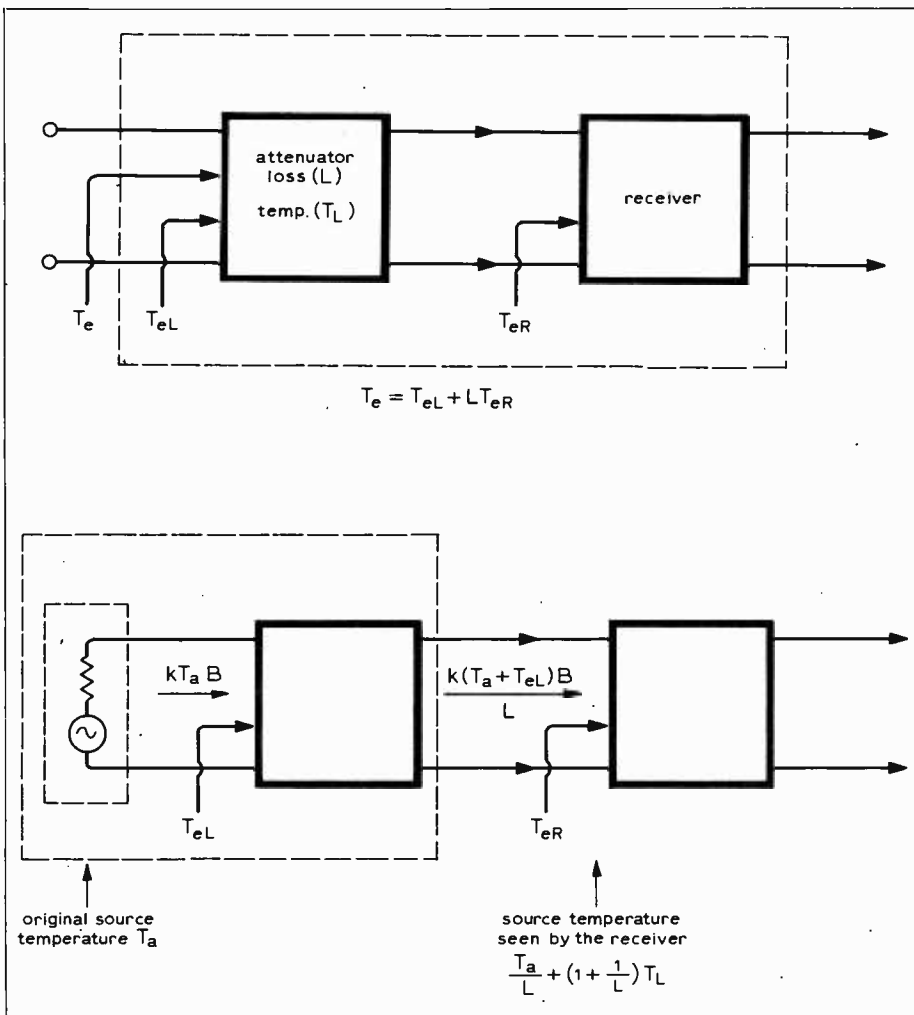 attenuator
loss (L)
temp. (T_L)
receiver
T_e
T_eL
T_eR
T_e = T_eL + LT_eR
kT_a B
k(T_a + T_eL)B
L
T_eL
T_eR
original source
temperature T_a
source temperature
seen by the receiver
T_a/L + (1 + 1/L) T_L